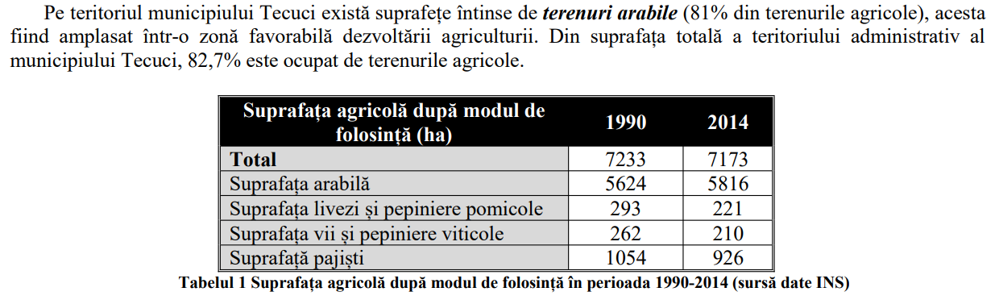 Pe teritoriul municipiului Tecuci există suprafețe întinse de terenuri arabile (81% din terenurile agricole), acesta
fiind amplasat într-o zonă favorabilă dezvoltării agriculturii. Din suprafața totală a teritoriului administrativ al
municipiului Tecuci, 82,7% este ocupat de terenurile agricole.
Suprafața agricolă după modul de
folosință (ha) 1990 2014
Total 7233 7173
Suprafața arabilă 5624 5816
Suprafața livezi și pepiniere pomicole 293 221
Suprafața vii și pepiniere viticole 262 210
Suprafață pajiști 1054 926
Tabelul 1 Suprafața agricolă după modul de folosință în perioada 1990-2014 (sursă date INS)